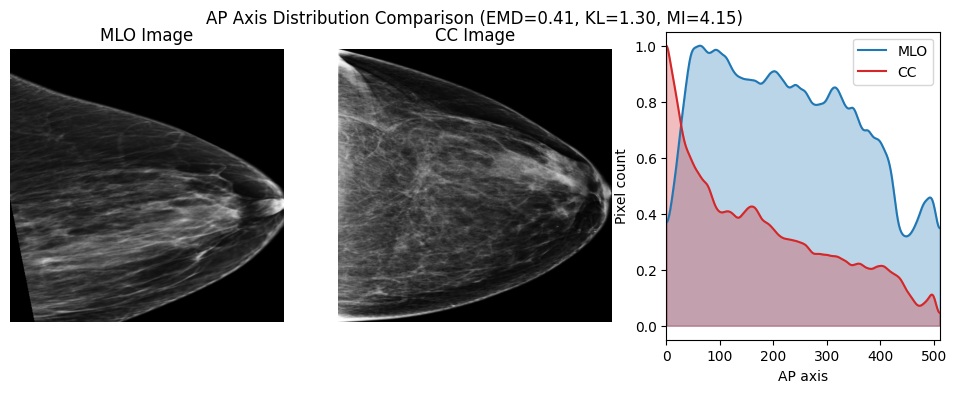 AP Axis Distribution Comparison (EMD=0.41, KL=1.30, MI=4.15)
MLO Image
CC Image
MLO
CC
Pixel count
1.0
0.8
0.6
0.4
0.2
0.0
0 100 200 300 400 500
AP axis